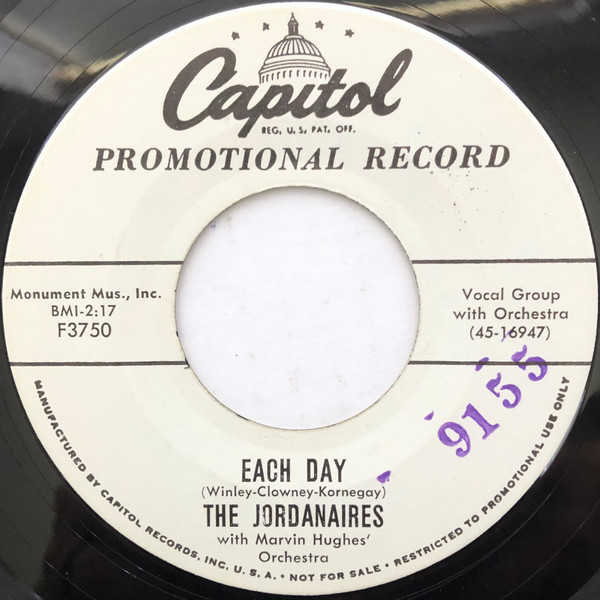 Capitol
REG. U.S. PAT. OFF.
PROMOTIONAL RECORD
Monument Mus., Inc.
BMI-2:17
F3750
Vocal Group
with Orchestra
(45-16947)
9155
EACH DAY
(Winley-Clowney-Kornegay)
THE JORDANAIRES
with Marvin Hughes'
Orchestra
MANUFACTURED BY CAPITOL RECORDS, INC. U. S. A. • NOT FOR SALE • RESTRICTED TO PROMOTIONAL USE ONLY